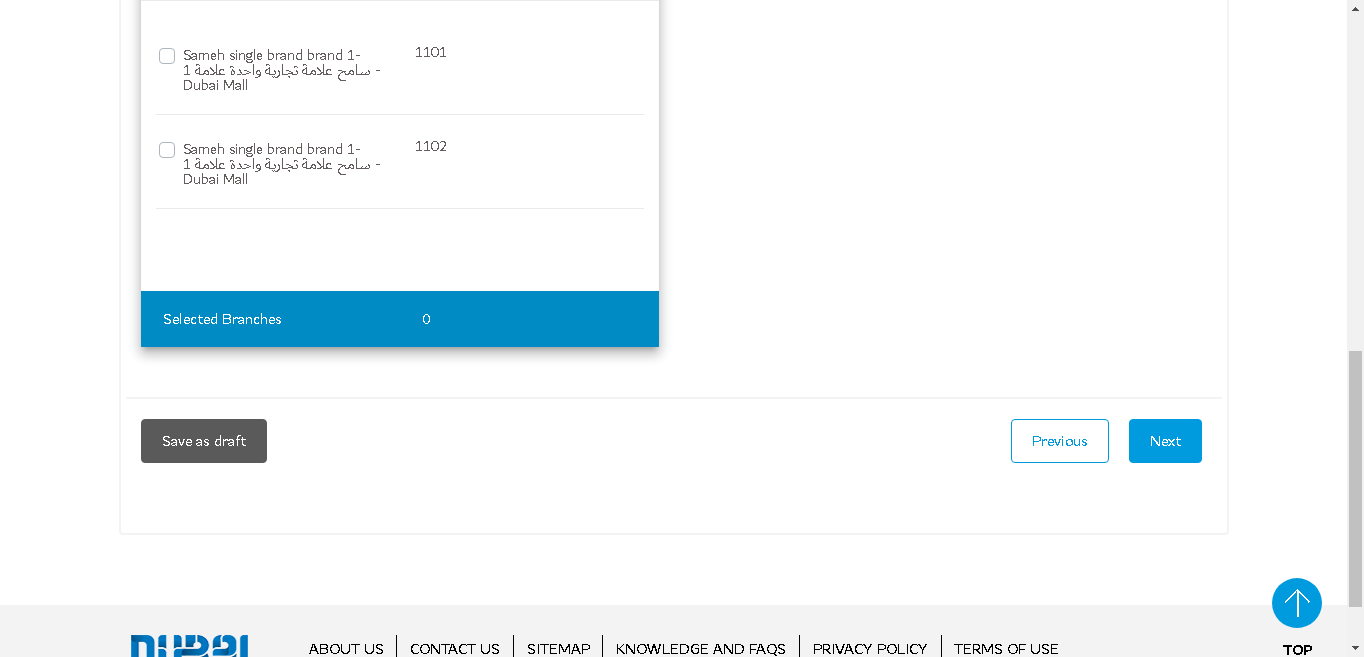 Sameh single brand brand 1-
سامح علامة تجارية واحدة علامة 1 -
Dubai Mall
1101
Sameh single brand brand 1-
سامح علامة تجارية واحدة علامة 1 -
Dubai Mall
1102
Selected Branches 0
Save as draft
Previous
Next
DUBAI
ABOUT US
CONTACT US
SITEMAP
KNOWLEDGE AND FAQS
PRIVACY POLICY
TERMS OF USE
TOP